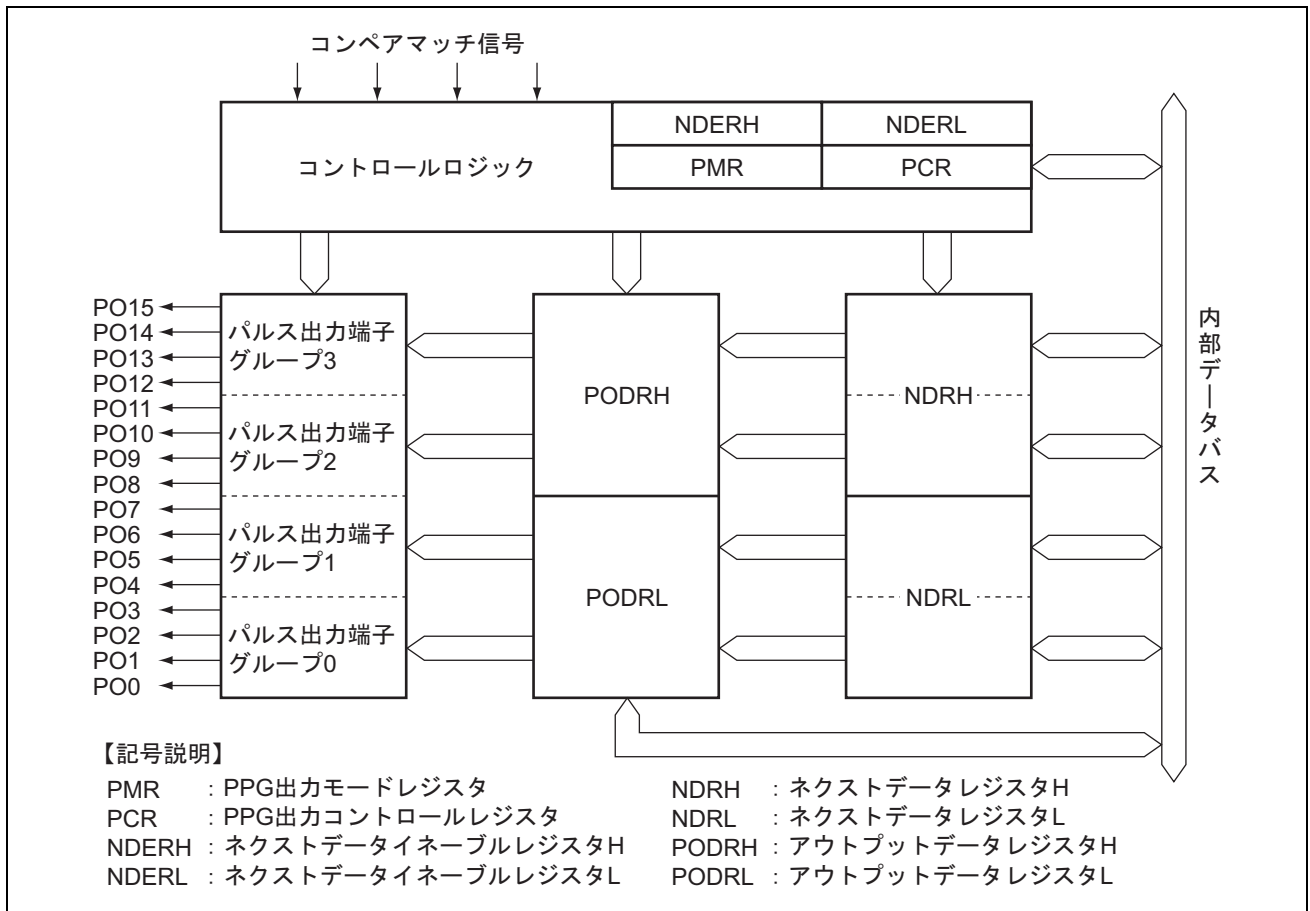 コンペアマッチ信号
NDERH NDERL
コントロールロジック PMR PCR
PO15
PO14
PO13
PO12
PO11
PO10
PO9
PO8
PO7
PO6
PO5
PO4
PO3
PO2
PO1
PO0
パルス出力端子
グループ3
パルス出力端子
グループ2
パルス出力端子
グループ1
パルス出力端子
グループ0
PODRH
PODRL
NDRH
NDRL
内部データバス
【記号説明】
PMR : PPG出力モードレジスタ
PCR : PPG出力コントロールレジスタ
NDERH : ネクストデータイネーブルレジスタH
NDERL : ネクストデータイネーブルレジスタL
NDRH : ネクストデータレジスタH
NDRL : ネクストデータレジスタL
PODRH : アウトプットデータレジスタH
PODRL : アウトプットデータレジスタL